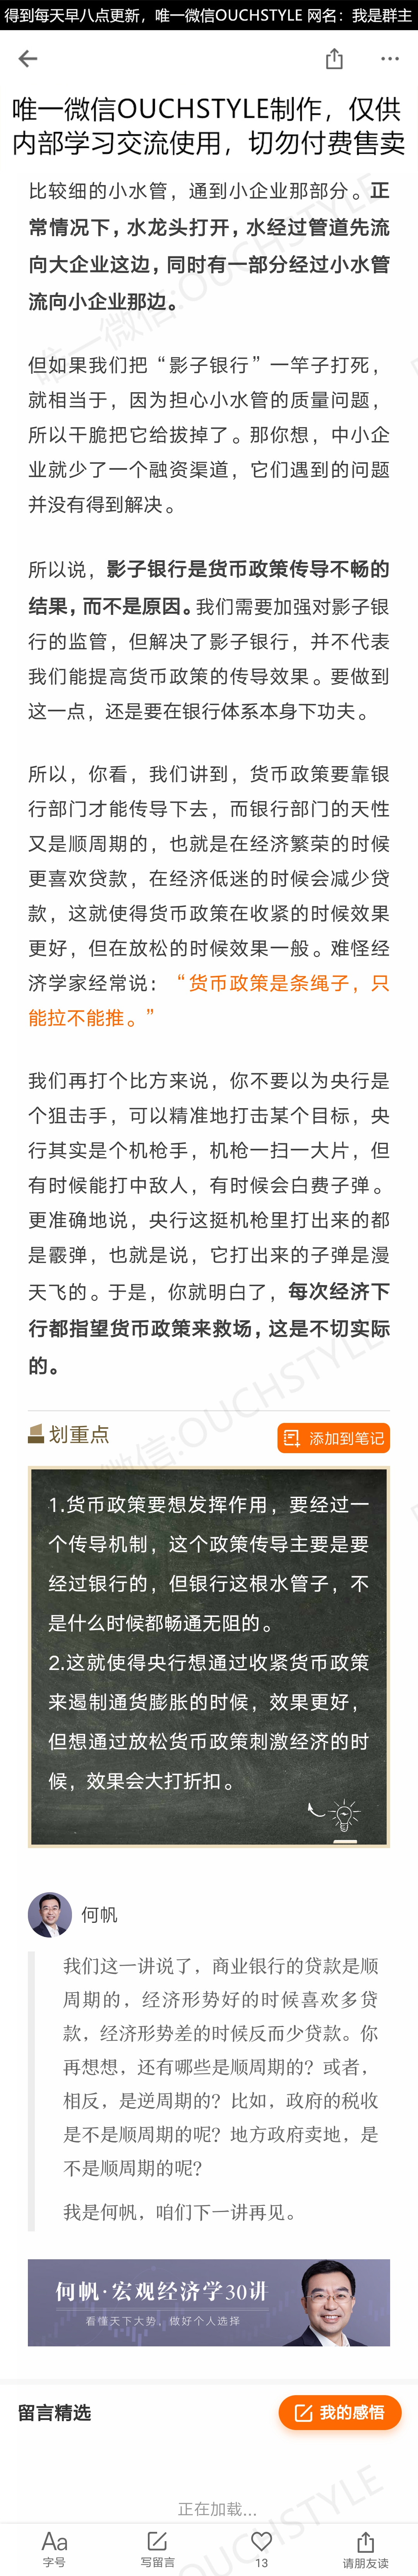 得到每天早八点更新，唯一微信OUCHSTYLE 网名：我是群主
唯一微信OUCHSTYLE制作，仅供
内部学习交流使用，切勿付费售卖
比较细的小水管，通到小企业那部分。正
常情况下，水龙头打开，水经过管道先流
向大企业这边，同时有一部分经过小水管
流向小企业那边。
但如果我们把“影子银行”一竿子打死，
就相当于，因为担心小水管的质量问题，
所以干脆把它给拔掉了。那你想，中小企
业就少了一个融资渠道，它们遇到的问题
并没有得到解决。
所以说，影子银行是货币政策传导不畅的
结果，而不是原因。我们需要加强对影子银
行的监管，但解决了影子银行，并不代表
我们能提高货币政策的传导效果。要做到
这一点，还是要在银行体系本身下功夫。
所以，你看，我们讲到，货币政策要靠银
行部门才能传导下去，而银行部门的天性
又是顺周期的，也就是在经济繁荣的时候
更喜欢贷款，在经济低迷的时候会减少贷
款，这就使得货币政策在收紧的时候效果
更好，但在放松的时候效果一般。难怪经
济学家经常说：“货币政策是条绳子，只
能拉不能推。”
我们再打个比方来说，你不要以为央行是
个狙击手，可以精准地打击某个目标，央
行其实是个机枪手，机枪一扫一大片，但
有时候能打中敌人，有时候会白费子弹。
更准确地说，央行这挺机枪里打出来的都
是霰弹，也就是说，它打出来的子弹是漫
天飞的。于是，你就明白了，每次经济下
行都指望货币政策来救场，这是不切实际
的。
划重点
添加到笔记
1.货币政策要想发挥作用，要经过一
个传导机制，这个政策传导主要是要
经过银行的，但银行这根水管子，不
是什么时候都畅通无阻的。
2.这就使得央行想通过收紧货币政策
来遏制通货膨胀的时候，效果更好，
但想通过放松货币政策刺激经济的时
候，效果会大打折扣。
何帆
我们这一讲说了，商业银行的贷款是顺
周期的，经济形势好的时候喜欢多贷
款，经济形势差的时候反而少贷款。你
再想想，还有哪些是顺周期的？或者，
相反，是逆周期的？比如，政府的税收
是不是顺周期的呢？地方政府卖地，是
不是顺周期的呢？
我是何帆，咱们下一讲再见。
何帆·宏观经济学30讲
看懂天下大势，做好个人选择
留言精选
我的感悟
正在加载...
Aa
字号
写留言
13
请朋友读
唯一微信:OUCHSTYLE
微信:OUCHSTYLE
OUCHSTYLE